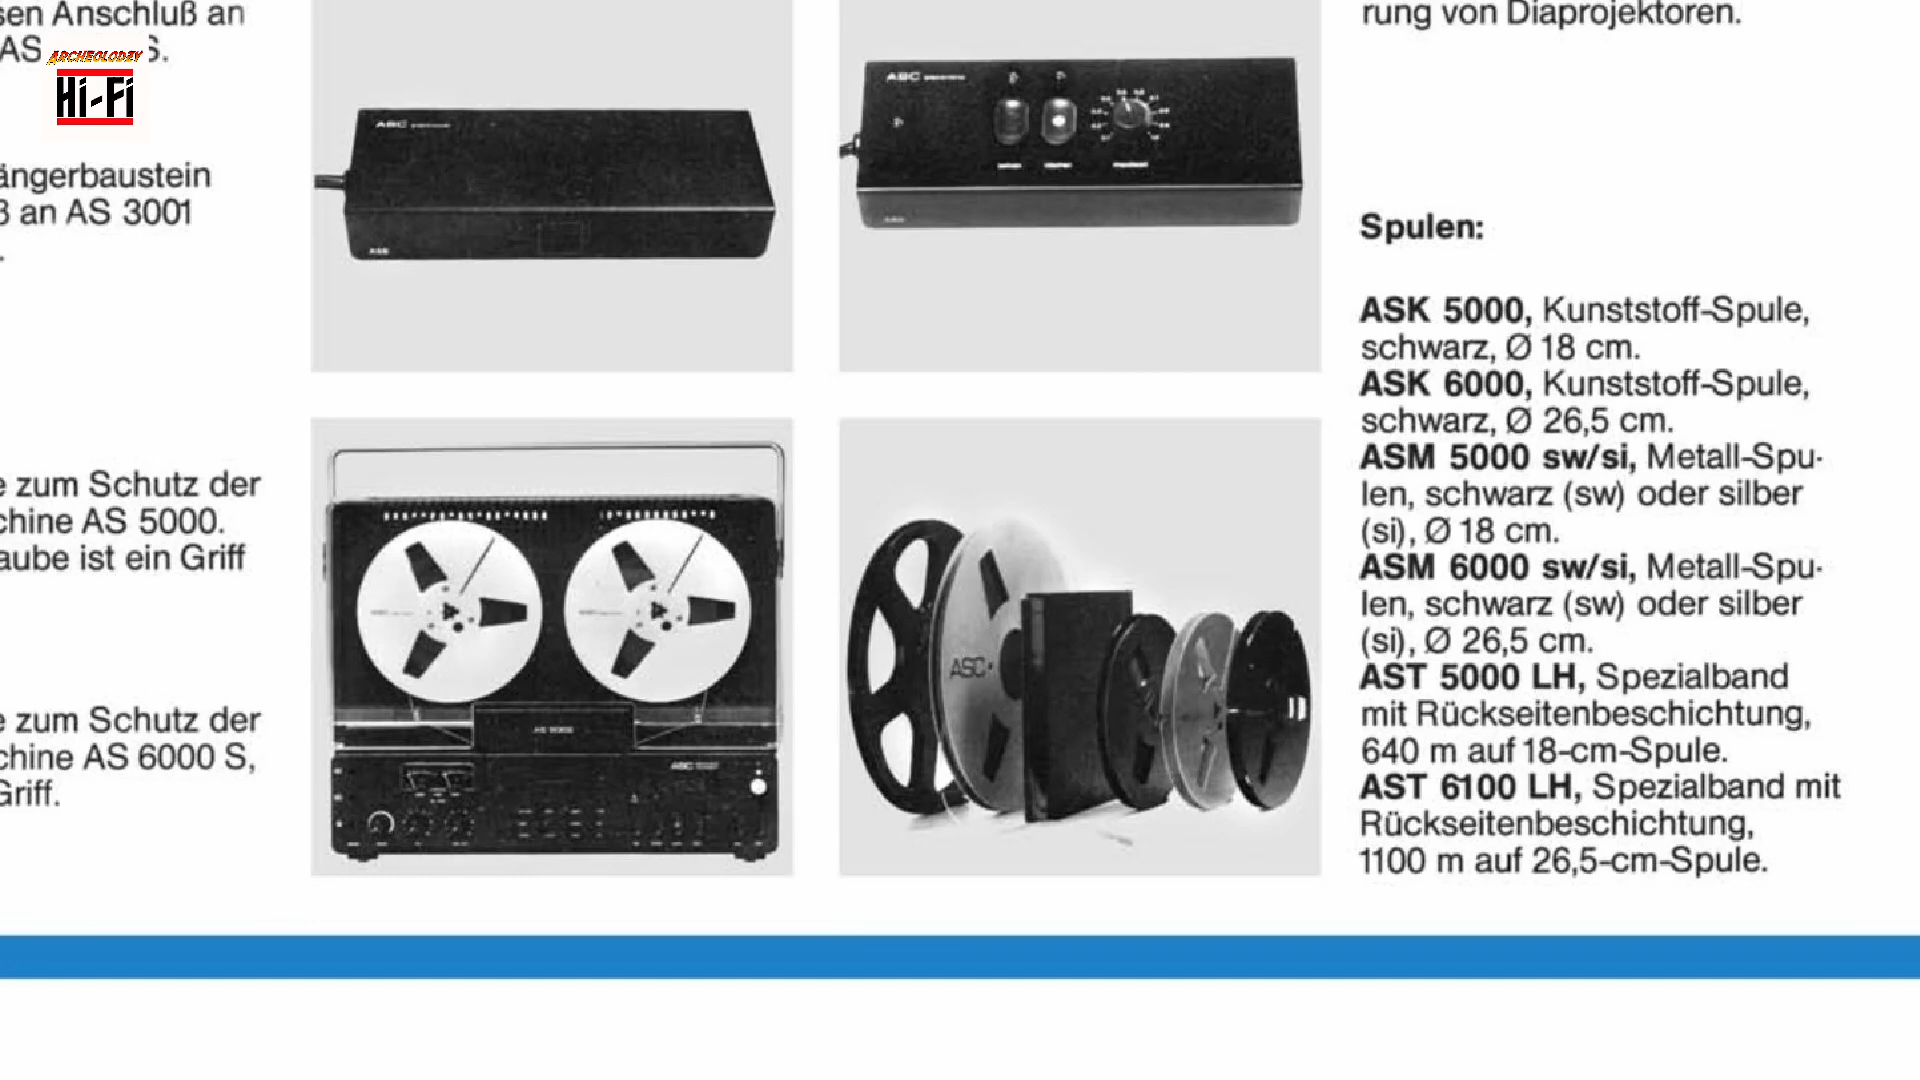 sen Anschluß an
AS S.
ARCHEOLODZY
Hi-Fi
ängerbaustein
ß an AS 3001
.
e zum Schutz der
chine AS 5000.
aube ist ein Griff
e zum Schutz der
chine AS 6000 S,
Griff.
ASC
ASC
ASC
rung von Diaprojektoren.
Spulen:
ASK 5000, Kunststoff-Spule,
schwarz, Ø 18 cm.
ASK 6000, Kunststoff-Spule,
schwarz, Ø 26,5 cm.
ASM 5000 sw/si, Metall-Spu-
len, schwarz (sw) oder silber
(si), Ø 18 cm.
ASM 6000 sw/si, Metall-Spu-
len, schwarz (sw) oder silber
(si), Ø 26,5 cm.
AST 5000 LH, Spezialband
mit Rückseitenbeschichtung,
640 m auf 18-cm-Spule.
AST 6100 LH, Spezialband mit
Rückseitenbeschichtung,
1100 m auf 26,5-cm-Spule.